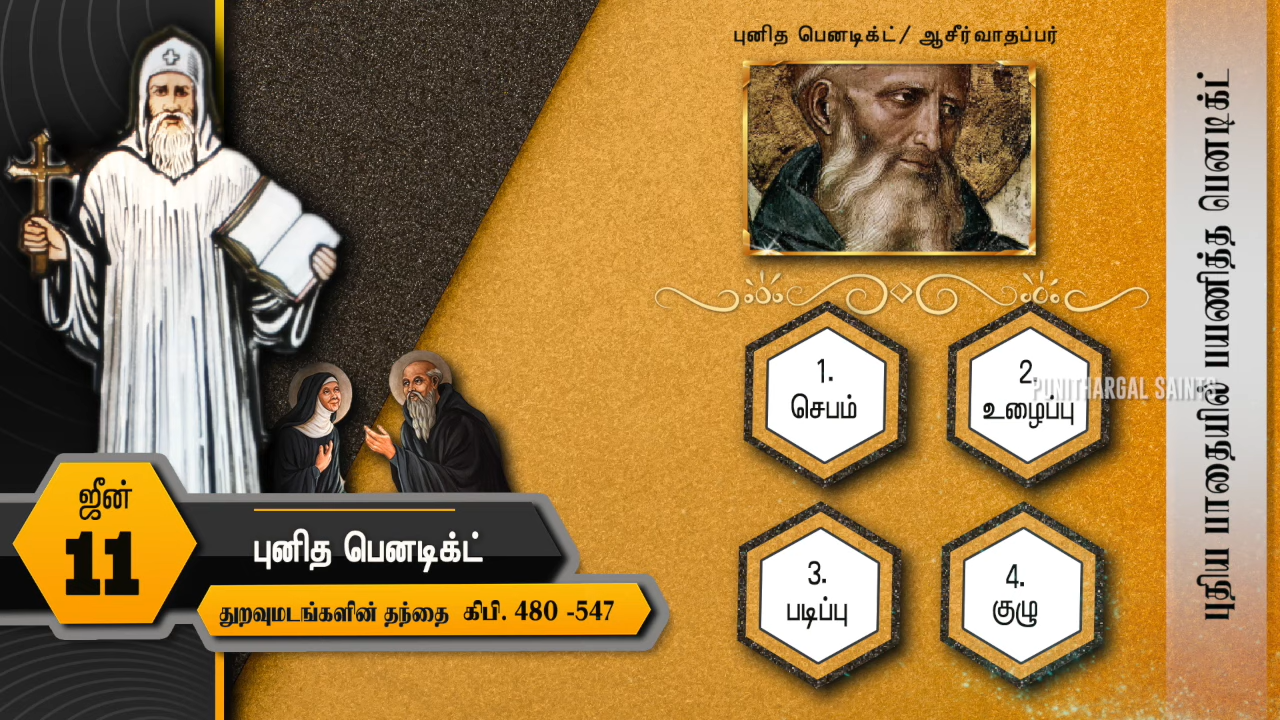 புனித பெனடிக்ட்/ ஆசீர்வாதப்பர்
1.
செபம்
2.
உழைப்பு
PUNITHARGAL SAINTS
3.
படிப்பு
4.
குழு
புதிய பாதையில் பயணித்த பெனடிக்ட்
ஜீன்
11
புனித பெனடிக்ட்
துறவுமடங்களின் தந்தை கிபி. 480 -547